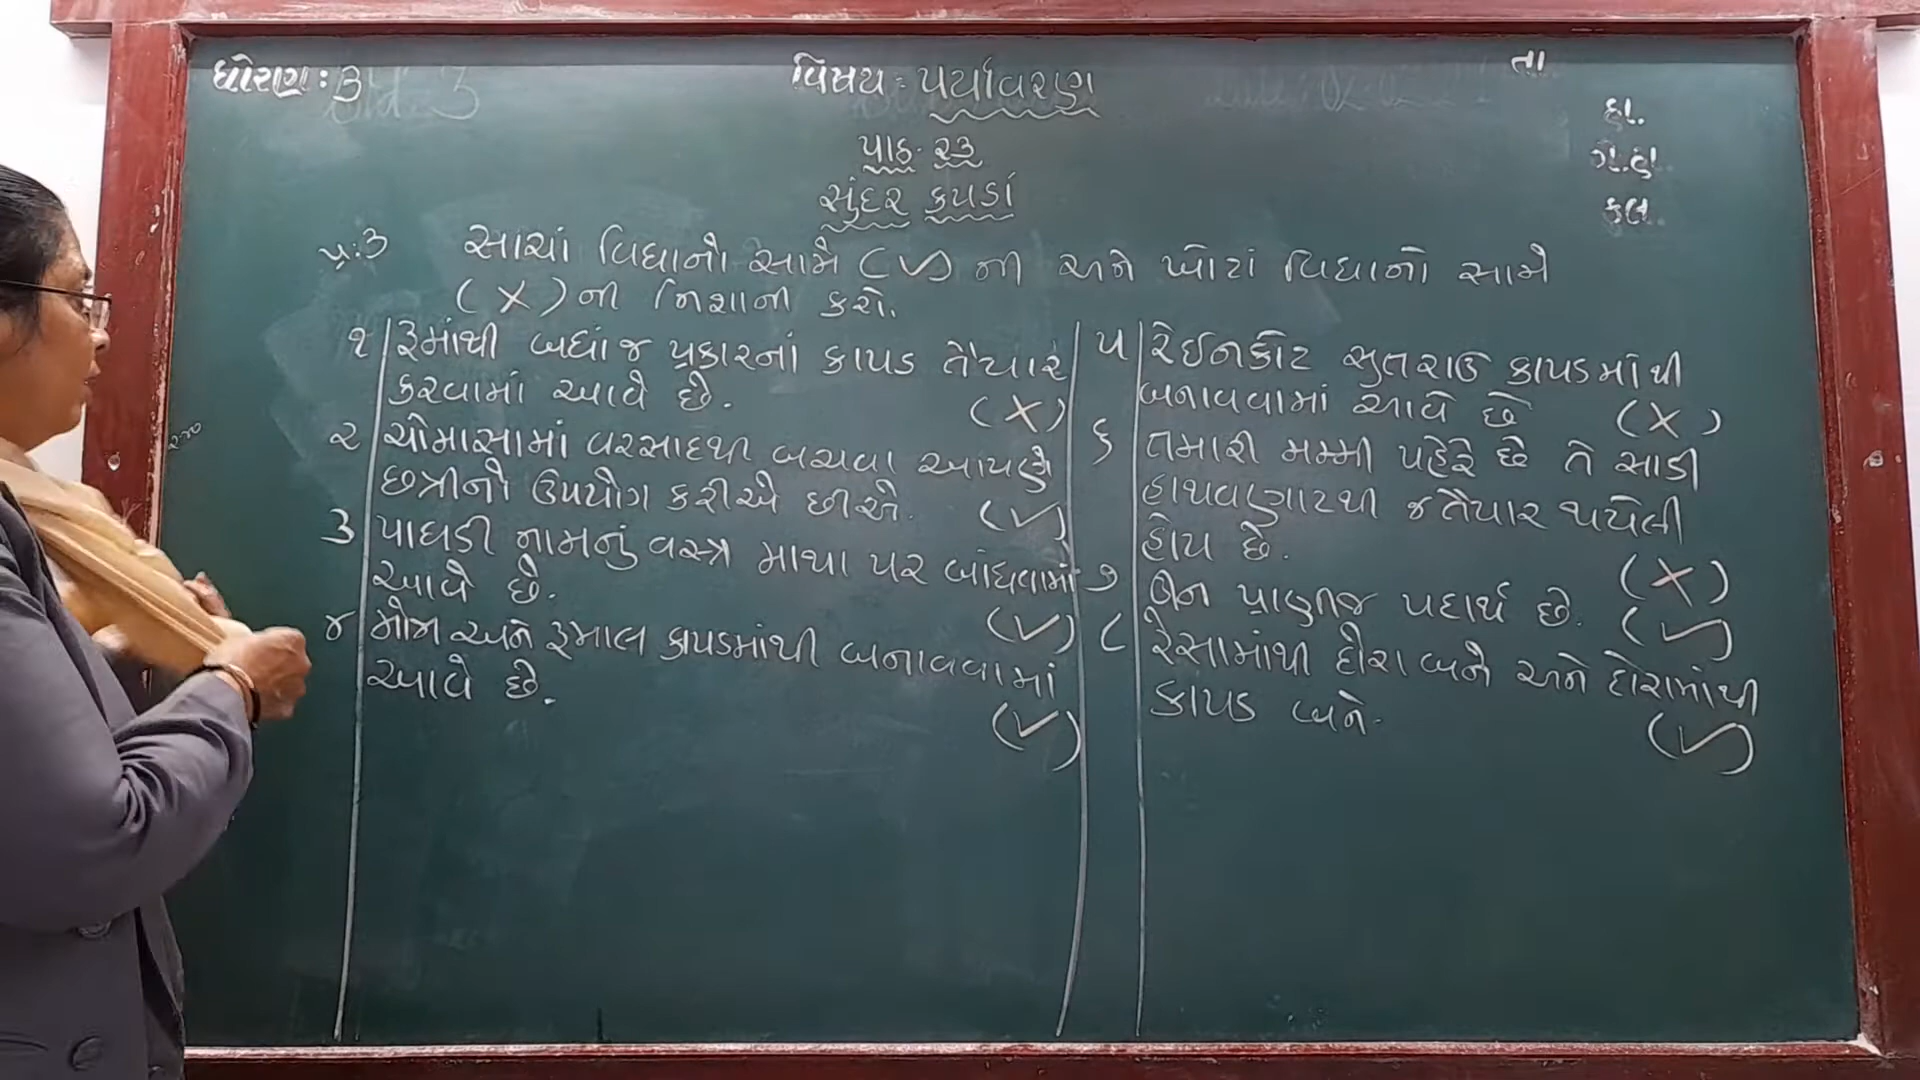 ધોરણ : 3
વિષય : પર્યાવરણ
તા
હા.
ગે.હા.
કુલ.
પાઠ. ૨૩
સુંદર કપડાં
પ્ર:૩ સાચાં વિધાનો સામે (✓) ની અને ખોટાં વિધાનો સામે
(X) ની નિશાની કરો.
૧ રૂમાંથી બધાં જ પ્રકારનાં કાપડ તૈયાર
કરવામાં આવે છે. (X)
૨ ચોમાસામાં વરસાદથી બચવા આપણે
છત્રીનો ઉપયોગ કરીએ છીએ. (✓)
૩ પાઘડી નામનું વસ્ત્ર માથા પર બાંધવામાં
આવે છે. (✓)
૪ મોજા અને રૂમાલ કાપડમાંથી બનાવવામાં
આવે છે. (✓)
૫ રેઈનકોટ સુતરાઉ કાપડમાંથી
બનાવવામાં આવે છે (X)
૬ તમારી મમ્મી પહેરે છે તે સાડી
હાથવણાટથી જ તૈયાર થયેલી
હોય છે. (X)
૭ ઊન પ્રાણીજ પદાર્થ છે. (✓)
૮ રેસામાંથી દોરા બને અને દોરામાંથી
કાપડ બને. (✓)